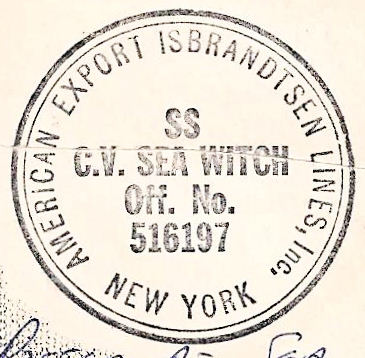 AMERICAN EXPORT ISBRANDTSEN LINES, Inc.
SS
C.V. SEA WITCH
Off. No.
516197
NEW YORK